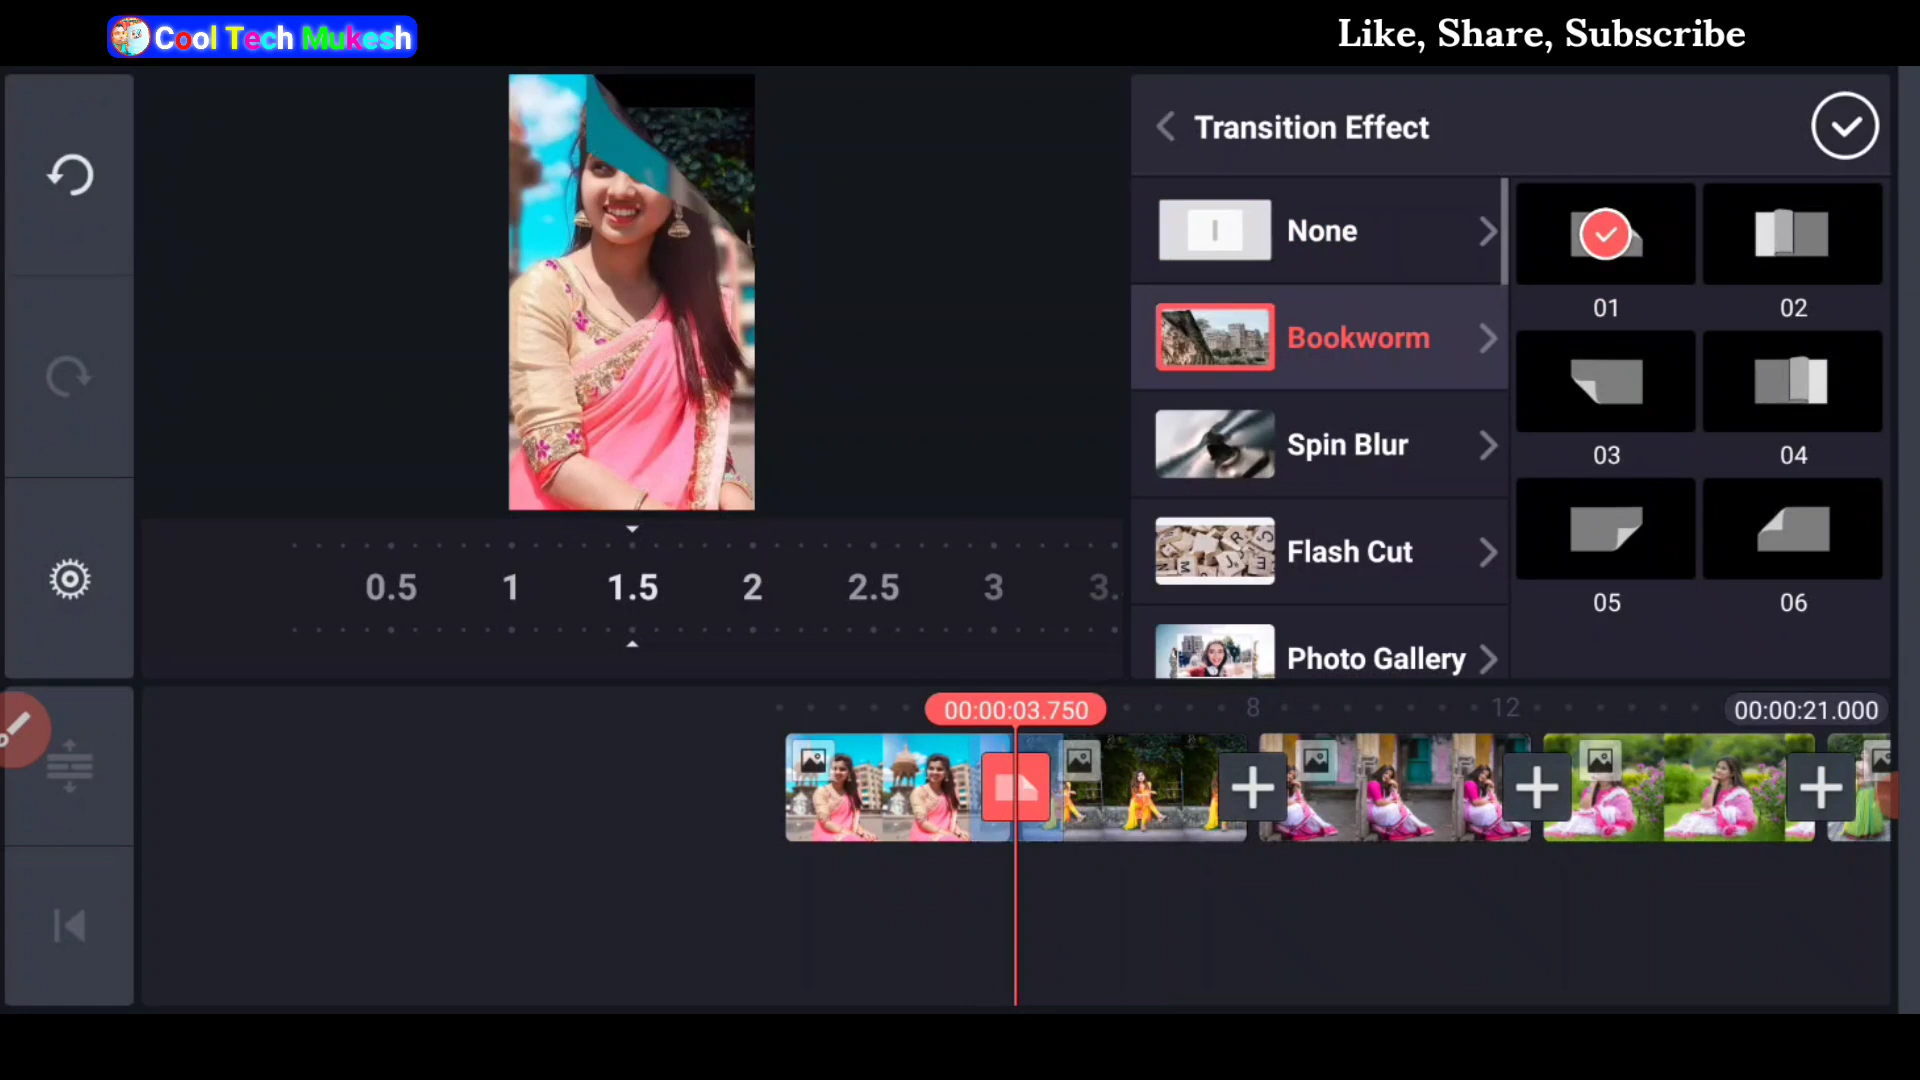 Cool Tech Mukesh
Like, Share, Subscribe
Transition Effect
None
Bookworm
Spin Blur
Flash Cut
Photo Gallery
01
02
03
04
05
06
0.5
1
1.5
2
2.5
3
3.
00:00:03.750
8
12
00:00:21.000